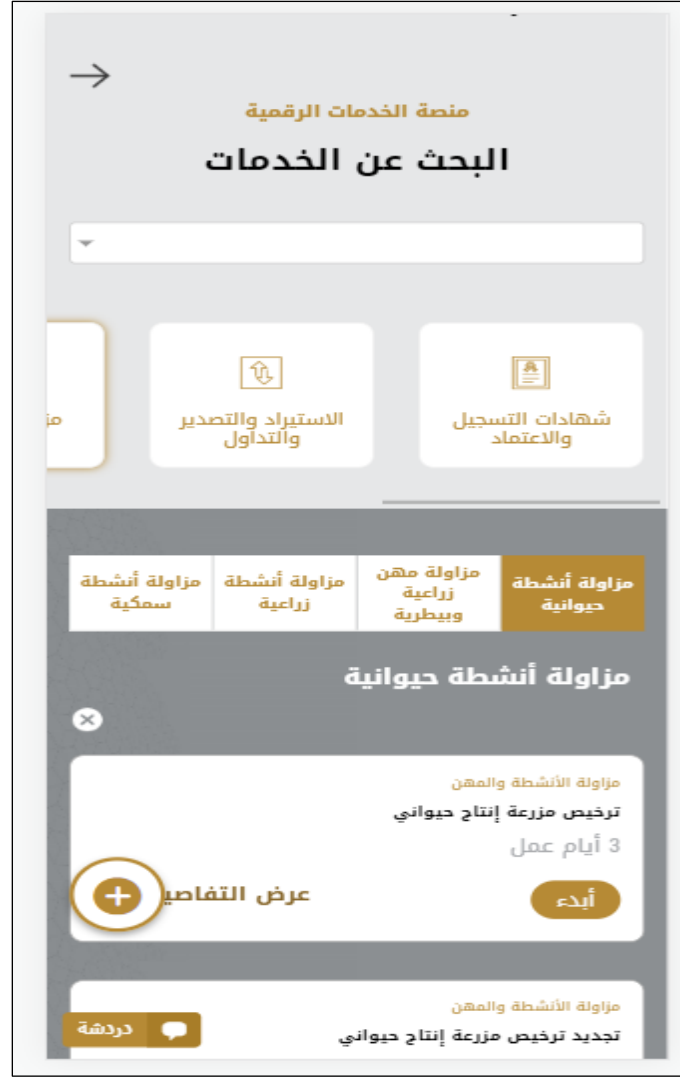 منصة الخدمات الرقمية
البحث عن الخدمات
شهادات التسجيل
والاعتماد
الاستيراد والتصدير
والتداول
مزاولة أنشطة
حيوانية
مزاولة مهن
زراعية
وبيطرية
مزاولة أنشطة
زراعية
مزاولة أنشطة
سمكية
مزاولة أنشطة حيوانية
مزاولة الأنشطة والمهن
ترخيص مزرعة إنتاج حيواني
3 أيام عمل
أبدء
عرض التفاصي
مزاولة الأنشطة والمهن
تجديد ترخيص مزرعة إنتاج حيواني
دردشة